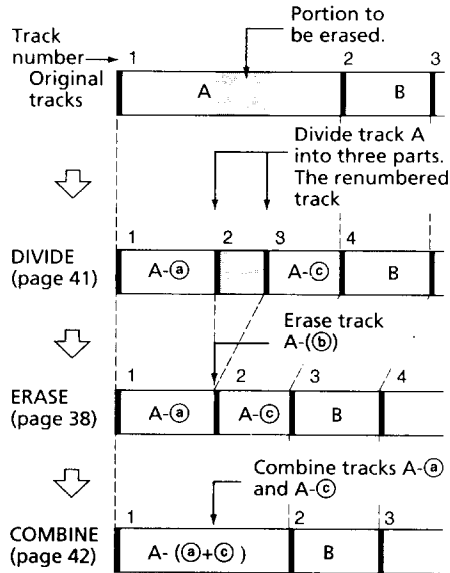 Portion to
be erased.
Track
number
1
2
3
Original
tracks
A
B
Divide track A
into three parts.
The renumbered
track
1
2
3
4
DIVIDE
(page 41)
A-ⓐ
A-ⓒ
B
Erase track
A-(ⓑ)
1
2
3
4
ERASE
(page 38)
A-ⓐ
A-ⓒ
B
Combine tracks A-ⓐ
and A-ⓒ
1
2
3
COMBINE
(page 42)
A- (ⓐ+ⓒ)
B